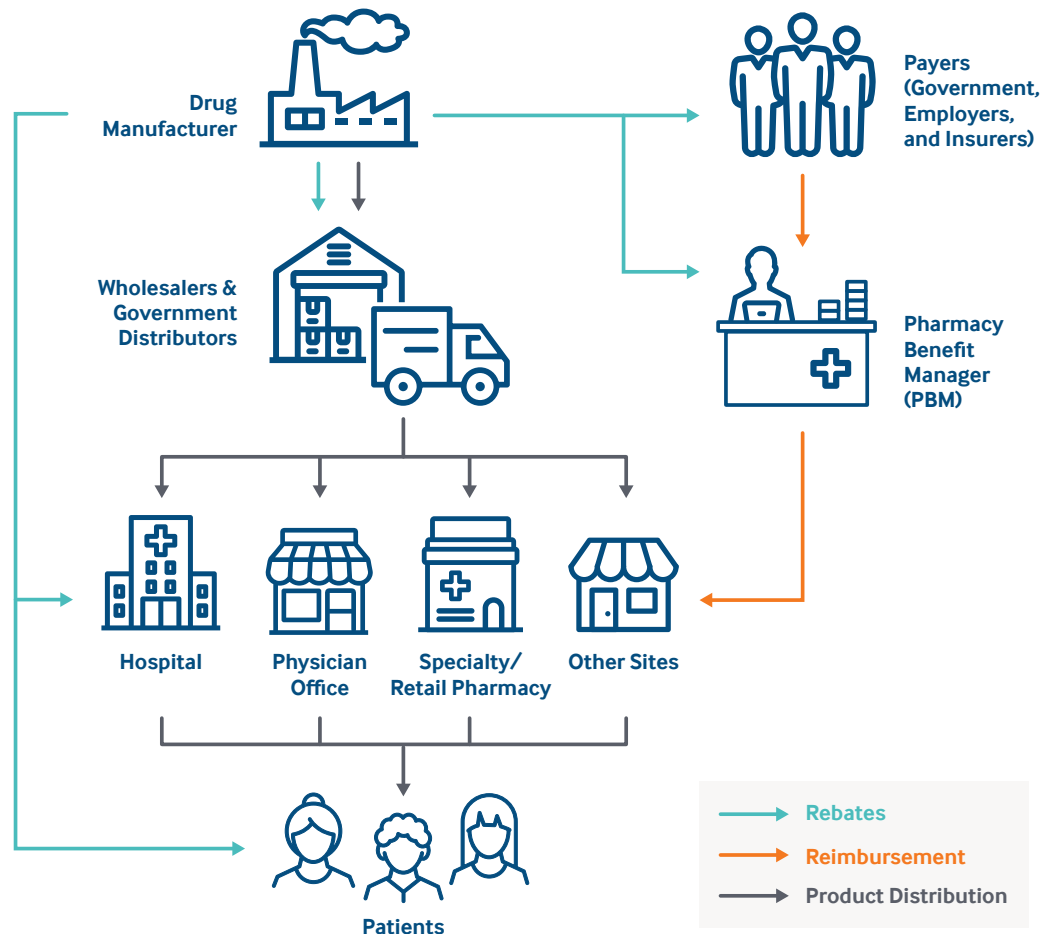 Drug
Manufacturer
Payers
(Government,
Employers,
and Insurers)
Wholesalers &
Government
Distributors
Pharmacy
Benefit
Manager
(PBM)
Hospital
Physician
Office
Specialty/
Retail Pharmacy
Other Sites
Patients
Rebates
Reimbursement
Product Distribution